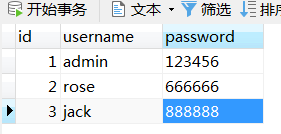 开始事务 文本 筛选 排序
id username password
1 admin 123456
2 rose 666666
3 jack 888888